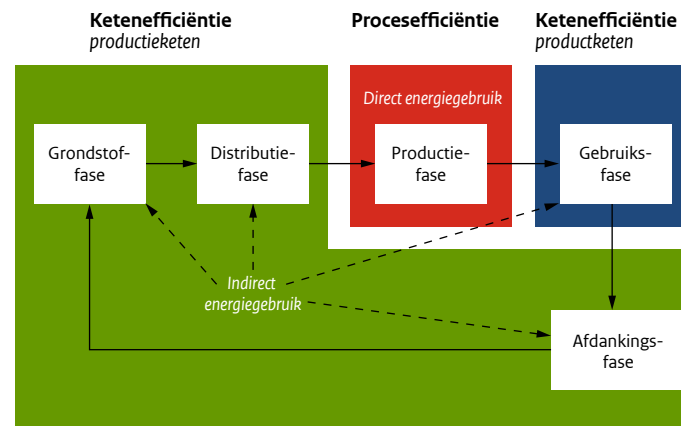 Ketenefficiëntie
productieketen
Procesefficiëntie
Ketenefficiëntie
productketen
Direct energiegebruik
Grondstof-
fase
Distributie-
fase
Productie-
fase
Gebruiks-
fase
Indirect
energiegebruik
Afdankings-
fase